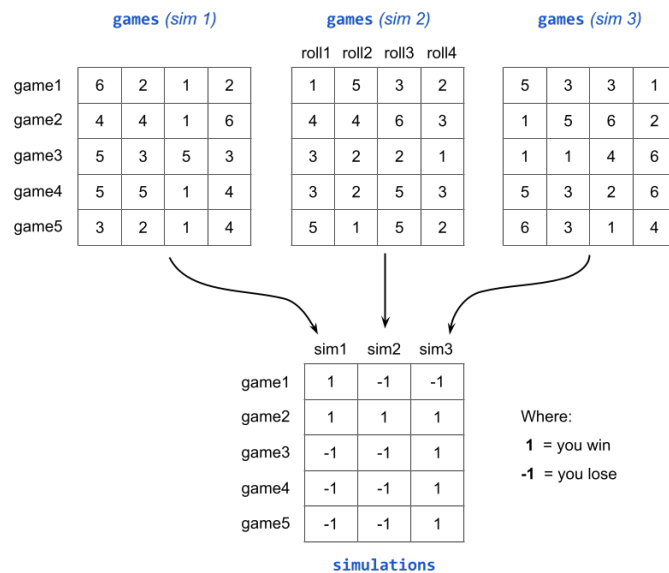 games (sim 1) games (sim 2) games (sim 3)
roll1 roll2 roll3 roll4
game1 6 2 1 2 1 5 3 2 5 3 3 1
game2 4 4 1 6 4 4 6 3 1 5 6 2
game3 5 3 5 3 3 2 2 1 1 1 4 6
game4 5 5 1 4 3 2 5 3 5 3 2 6
game5 3 2 1 4 5 1 5 2 6 3 1 4
sim1 sim2 sim3
game1 1 -1 -1
game2 1 1 1
game3 -1 -1 1
game4 -1 -1 1
game5 -1 -1 1
Where:
1 = you win
-1 = you lose
simulations